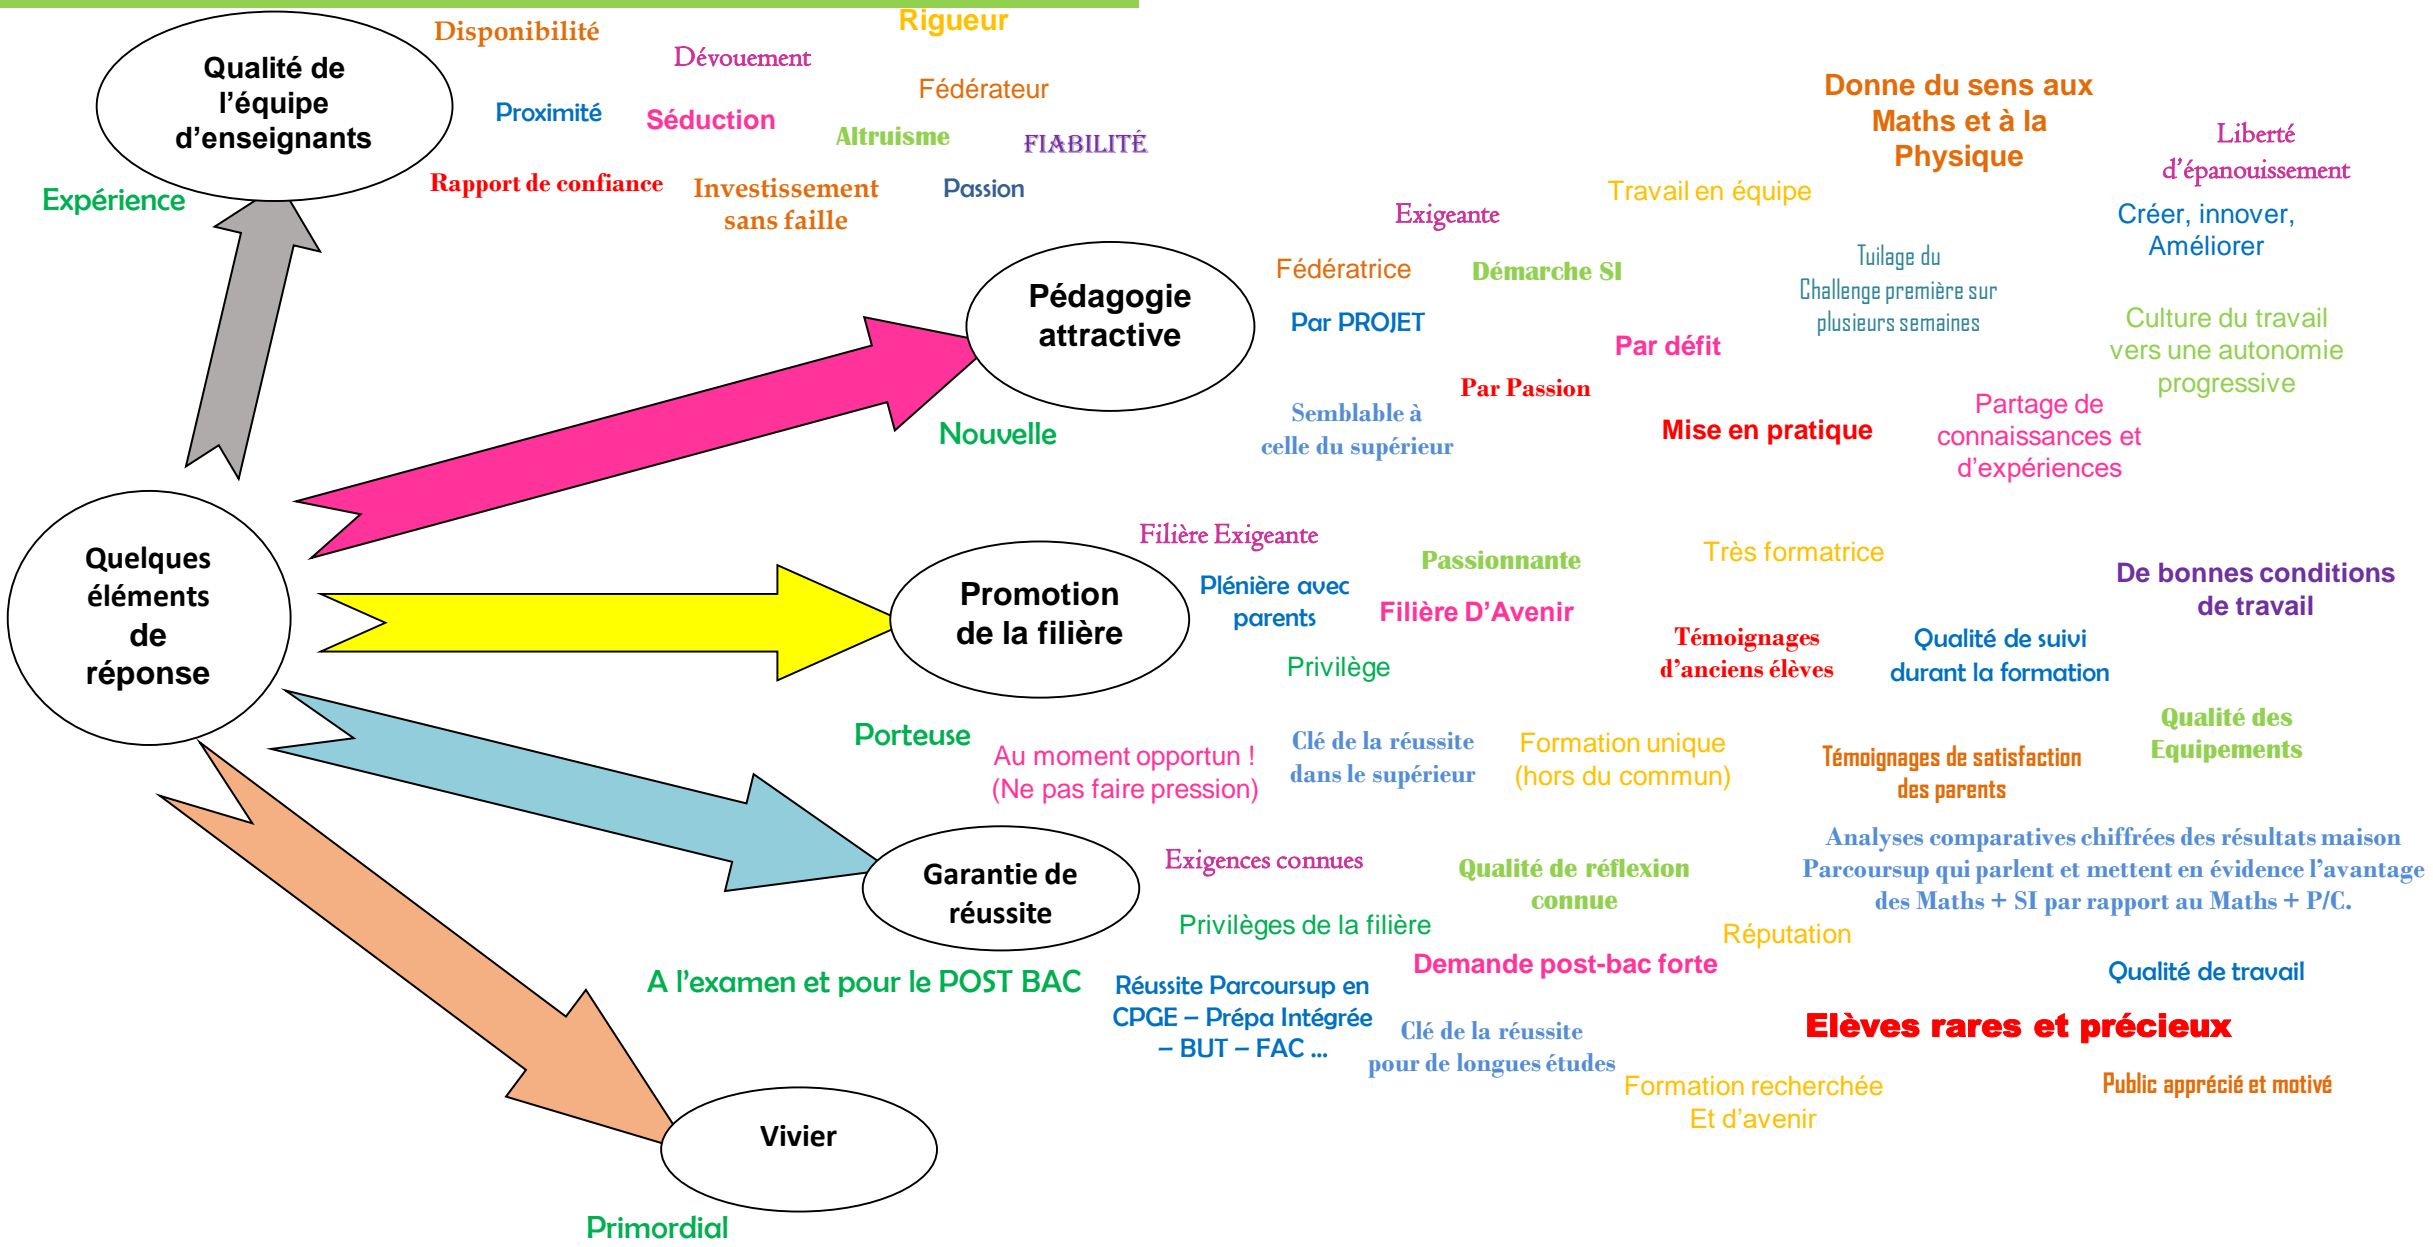 Qualité de
l’équipe
d’enseignants
Expérience
Disponibilité
Rigueur
Dévouement
Fédérateur
Proximité
Séduction
Altruisme
FIABILITÉ
Rapport de confiance
Investissement
sans faille
Passion
Pédagogie
attractive
Nouvelle
Exigeante
Travail en équipe
Donne du sens aux
Maths et à la
Physique
Liberté
d’épanouissement
Créer, innover,
Améliorer
Fédératrice
Démarche SI
Tuilage du
Challenge première sur
plusieurs semaines
Par PROJET
Par défit
Culture du travail
vers une autonomie
progressive
Par Passion
Semblable à
celle du supérieur
Mise en pratique
Partage de
connaissances et
d’expériences
Quelques
éléments
de
réponse
Promotion
de la filière
Porteuse
Filière Exigeante
Passionnante
Très formatrice
De bonnes conditions
de travail
Plénière avec
parents
Filière D’Avenir
Témoignages
d’anciens élèves
Qualité de suivi
durant la formation
Privilège
Au moment opportun !
(Ne pas faire pression)
Clé de la réussite
dans le supérieur
Formation unique
(hors du commun)
Témoignages de satisfaction
des parents
Qualité des
Equipements
Garantie de
réussite
A l’examen et pour le POST BAC
Exigences connues
Qualité de réflexion
connue
Analyses comparatives chiffrées des résultats maison
Parcoursup qui parlent et mettent en évidence l’avantage
des Maths + SI par rapport au Maths + P/C.
Privilèges de la filière
Réputation
Demande post-bac forte
Qualité de travail
Réussite Parcoursup en
CPGE – Prépa Intégrée
– BUT – FAC ...
Clé de la réussite
pour de longues études
Elèves rares et précieux
Formation recherchée
Et d’avenir
Public apprécié et motivé
Vivier
Primordial